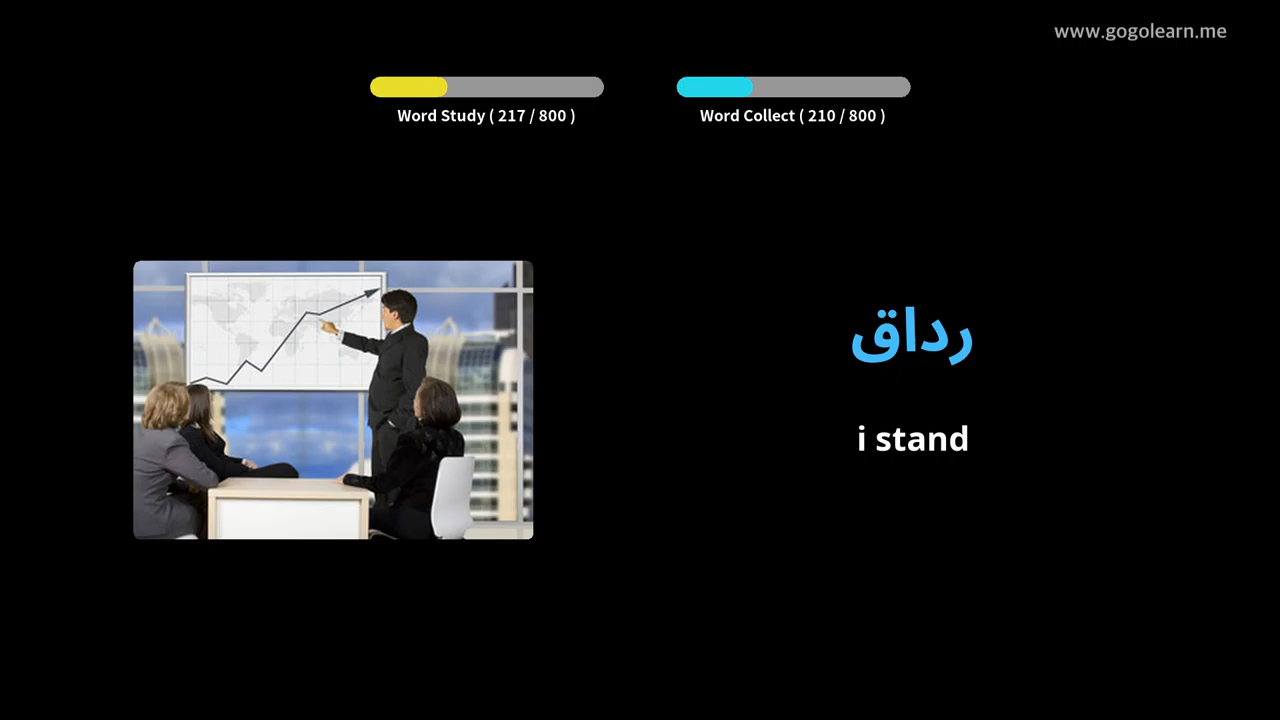 www.gogolearn.me
Word Study ( 217 / 800 )
Word Collect ( 210 / 800 )
رداق
i stand